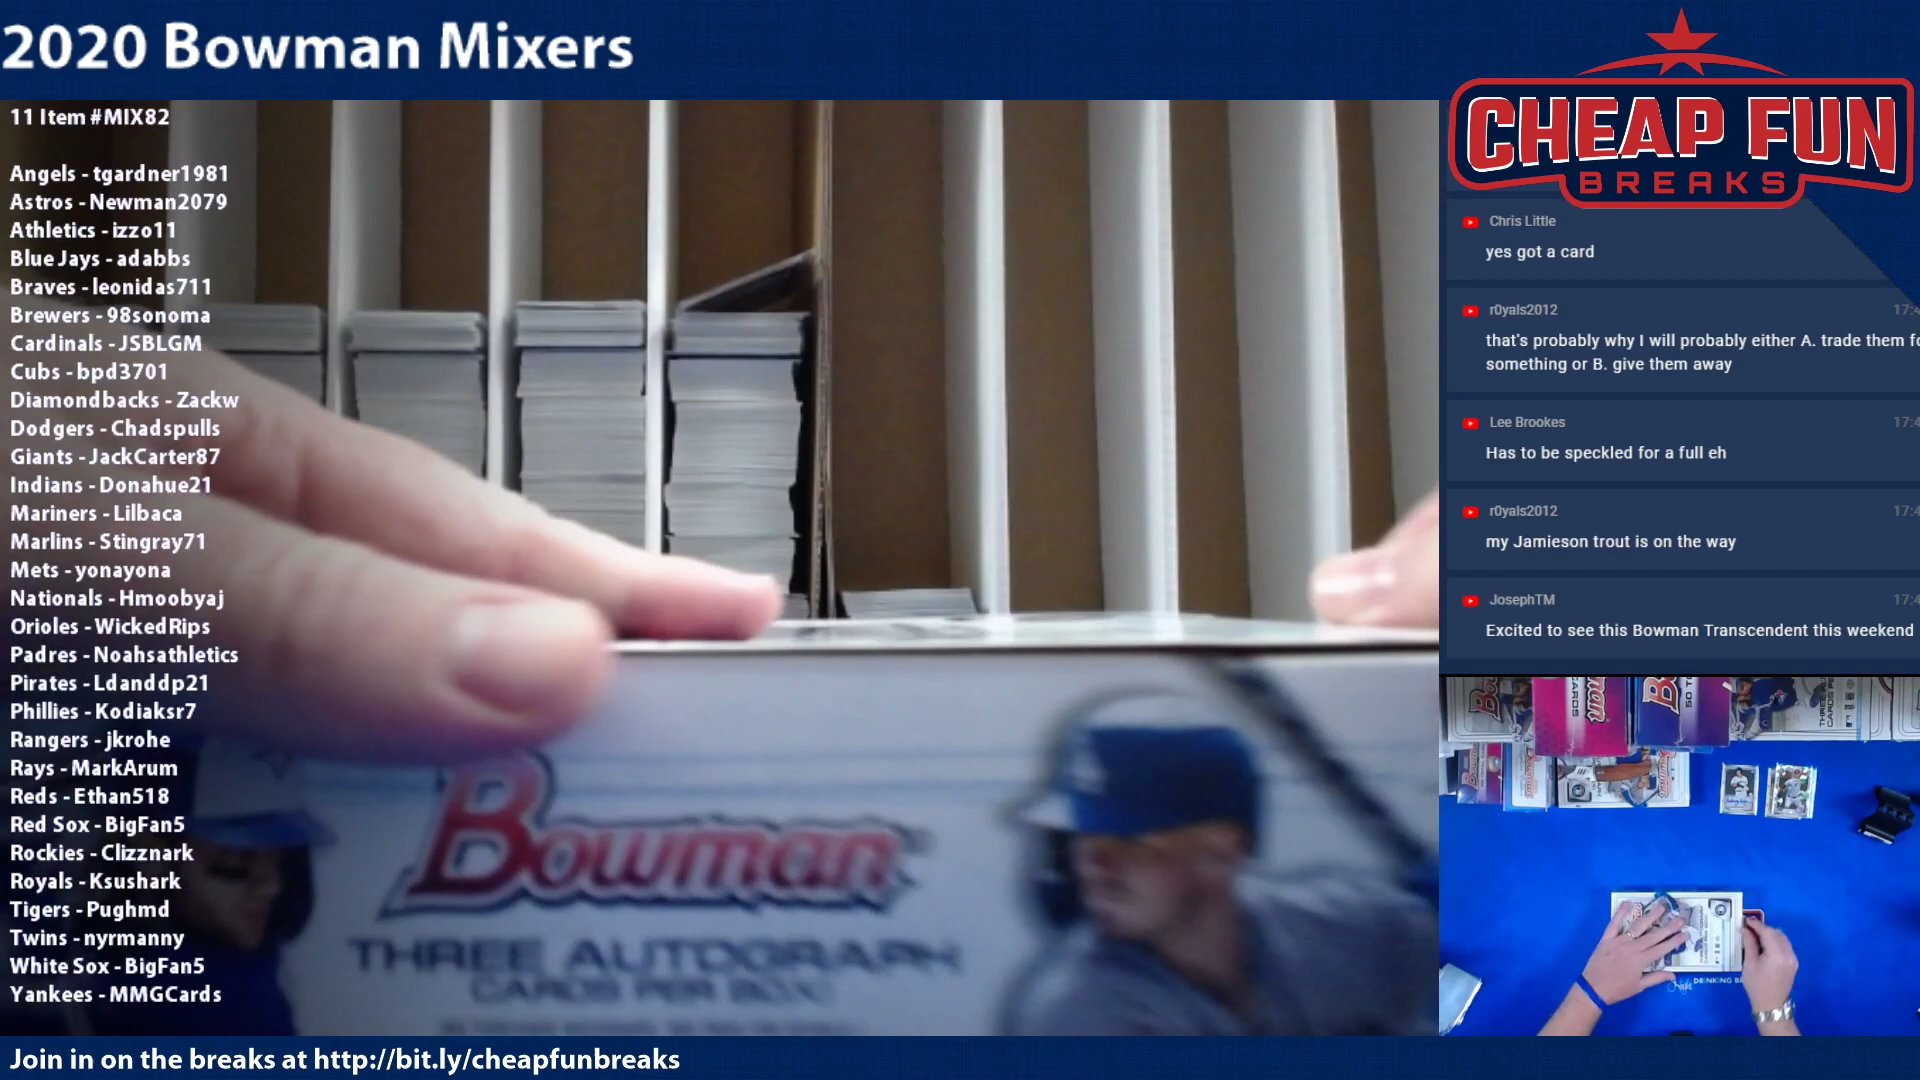 2020 Bowman Mixers
CHEAP FUN
BREAKS
11 Item #MIX82
Angels - tgardner1981
Astros - Newman2079
Athletics - izzo11
Blue Jays - adabbs
Braves - leonidas711
Brewers - 98sonoma
Cardinals - JSBLGM
Cubs - bpd3701
Diamondbacks - Zackw
Dodgers - Chadspulls
Giants - JackCarter87
Indians - Donahue21
Mariners - Lilbaca
Marlins - Stingray71
Mets - yonayona
Nationals - Hmoobyaj
Orioles - WickedRips
Padres - Noahsathletics
Pirates - Ldanddp21
Phillies - Kodiaksr7
Rangers - jkrohe
Rays - MarkArum
Reds - Ethan518
Red Sox - BigFan5
Rockies - Clizznark
Royals - Ksushark
Tigers - Pughmd
Twins - nyrmanny
White Sox - BigFan5
Yankees - MMGCards
Bowman
THREE AUTOGRAPH
CARDS PER BOX!
Chris Little
yes got a card
r0yals2012
that's probably why I will probably either A. trade them
something or B. give them away
Lee Brookes
Has to be speckled for a full eh
r0yals2012
my Jamieson trout is on the way
JosephTM
Excited to see this Bowman Transcendent this weekend
Join in on the breaks at http://bit.ly/cheapfunbreaks